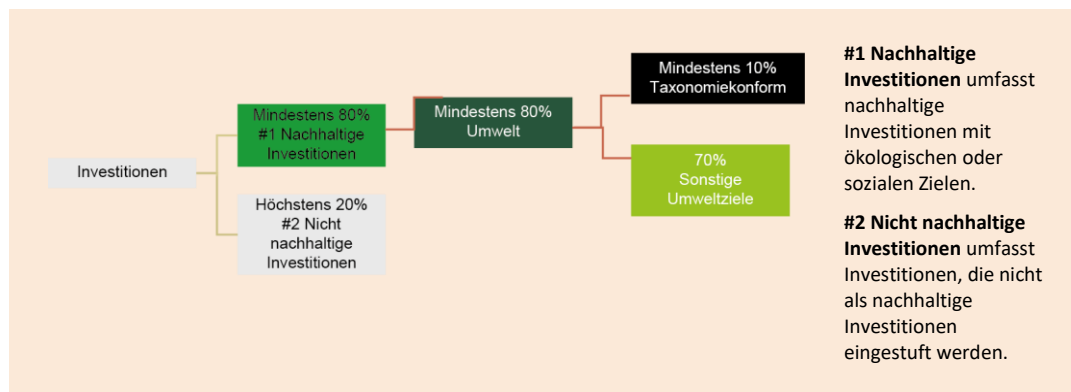 Investitionen
Mindestens 80%
#1 Nachhaltige
Investitionen
Höchstens 20%
#2 Nicht
nachhaltige
Investitionen
Mindestens 80%
Umwelt
Mindestens 10%
Taxonomiekonform
70%
Sonstige
Umweltziele
#1 Nachhaltige
Investitionen umfasst
nachhaltige
Investitionen mit
ökologischen oder
sozialen Zielen.
#2 Nicht nachhaltige
Investitionen umfasst
Investitionen, die nicht
als nachhaltige
Investitionen
eingestuft werden.